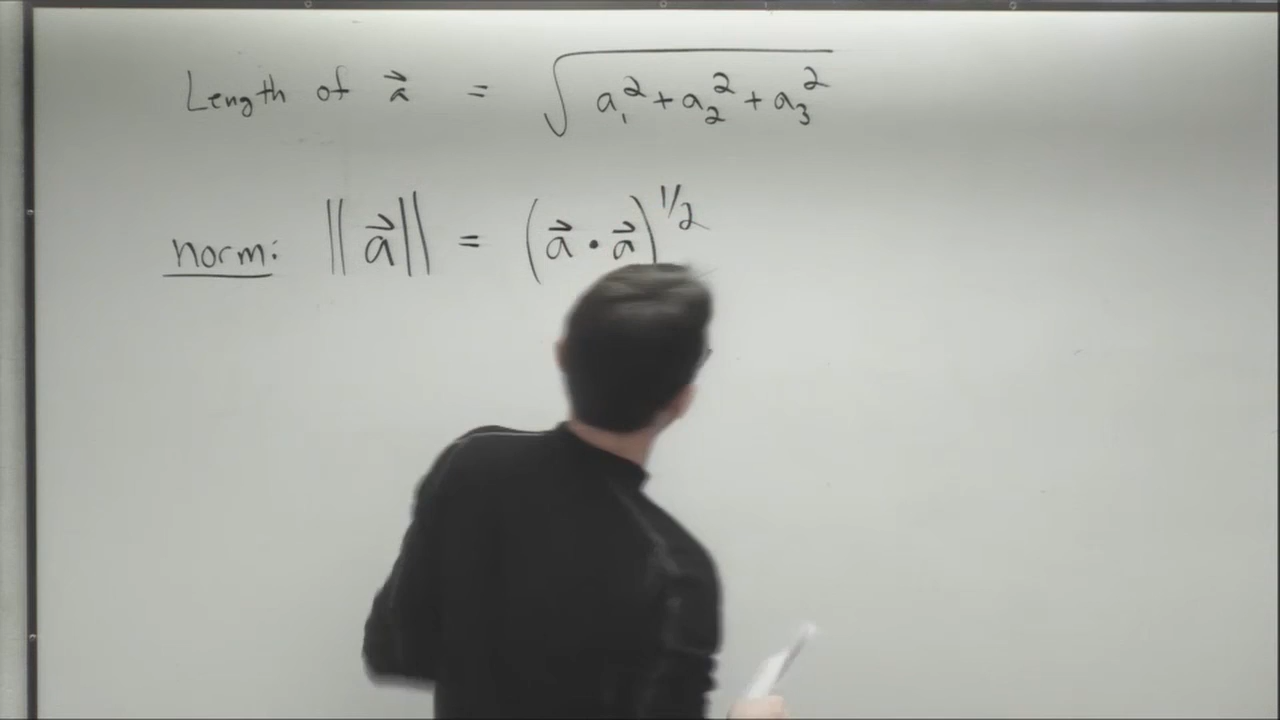 Length of a⃗ = √(a₁² + a₂² + a₃²)
norm: ‖a⃗‖ = (a⃗ · a⃗)^1/2